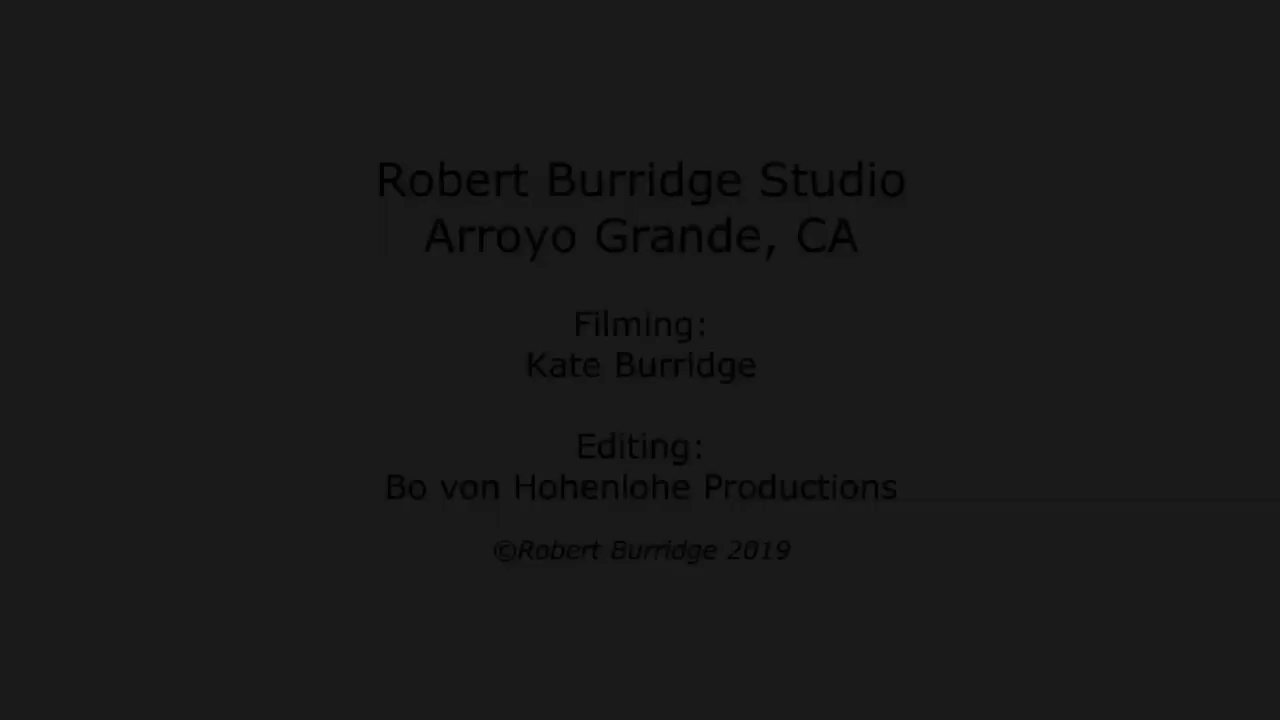 Robert Burridge Studio
Arroyo Grande, CA
Filming:
Kate Burridge
Editing:
Bo von Hohenlohe Productions
©Robert Burridge 2019